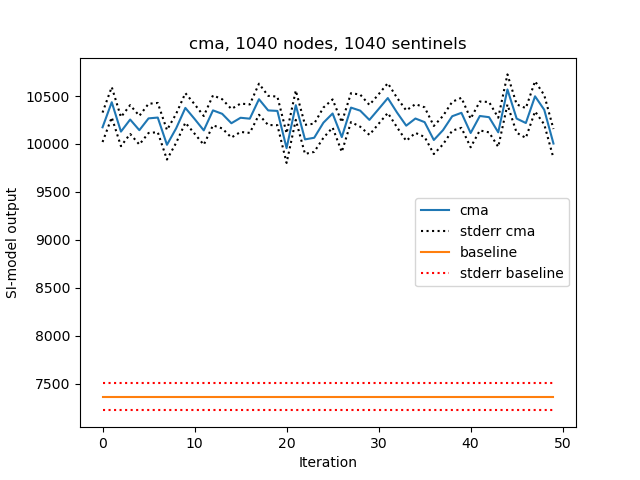 cma, 1040 nodes, 1040 sentinels
SI-model output
10500
10000
9500
9000
8500
8000
7500
cma
stderr cma
baseline
stderr baseline
0 10 20 30 40 50
Iteration